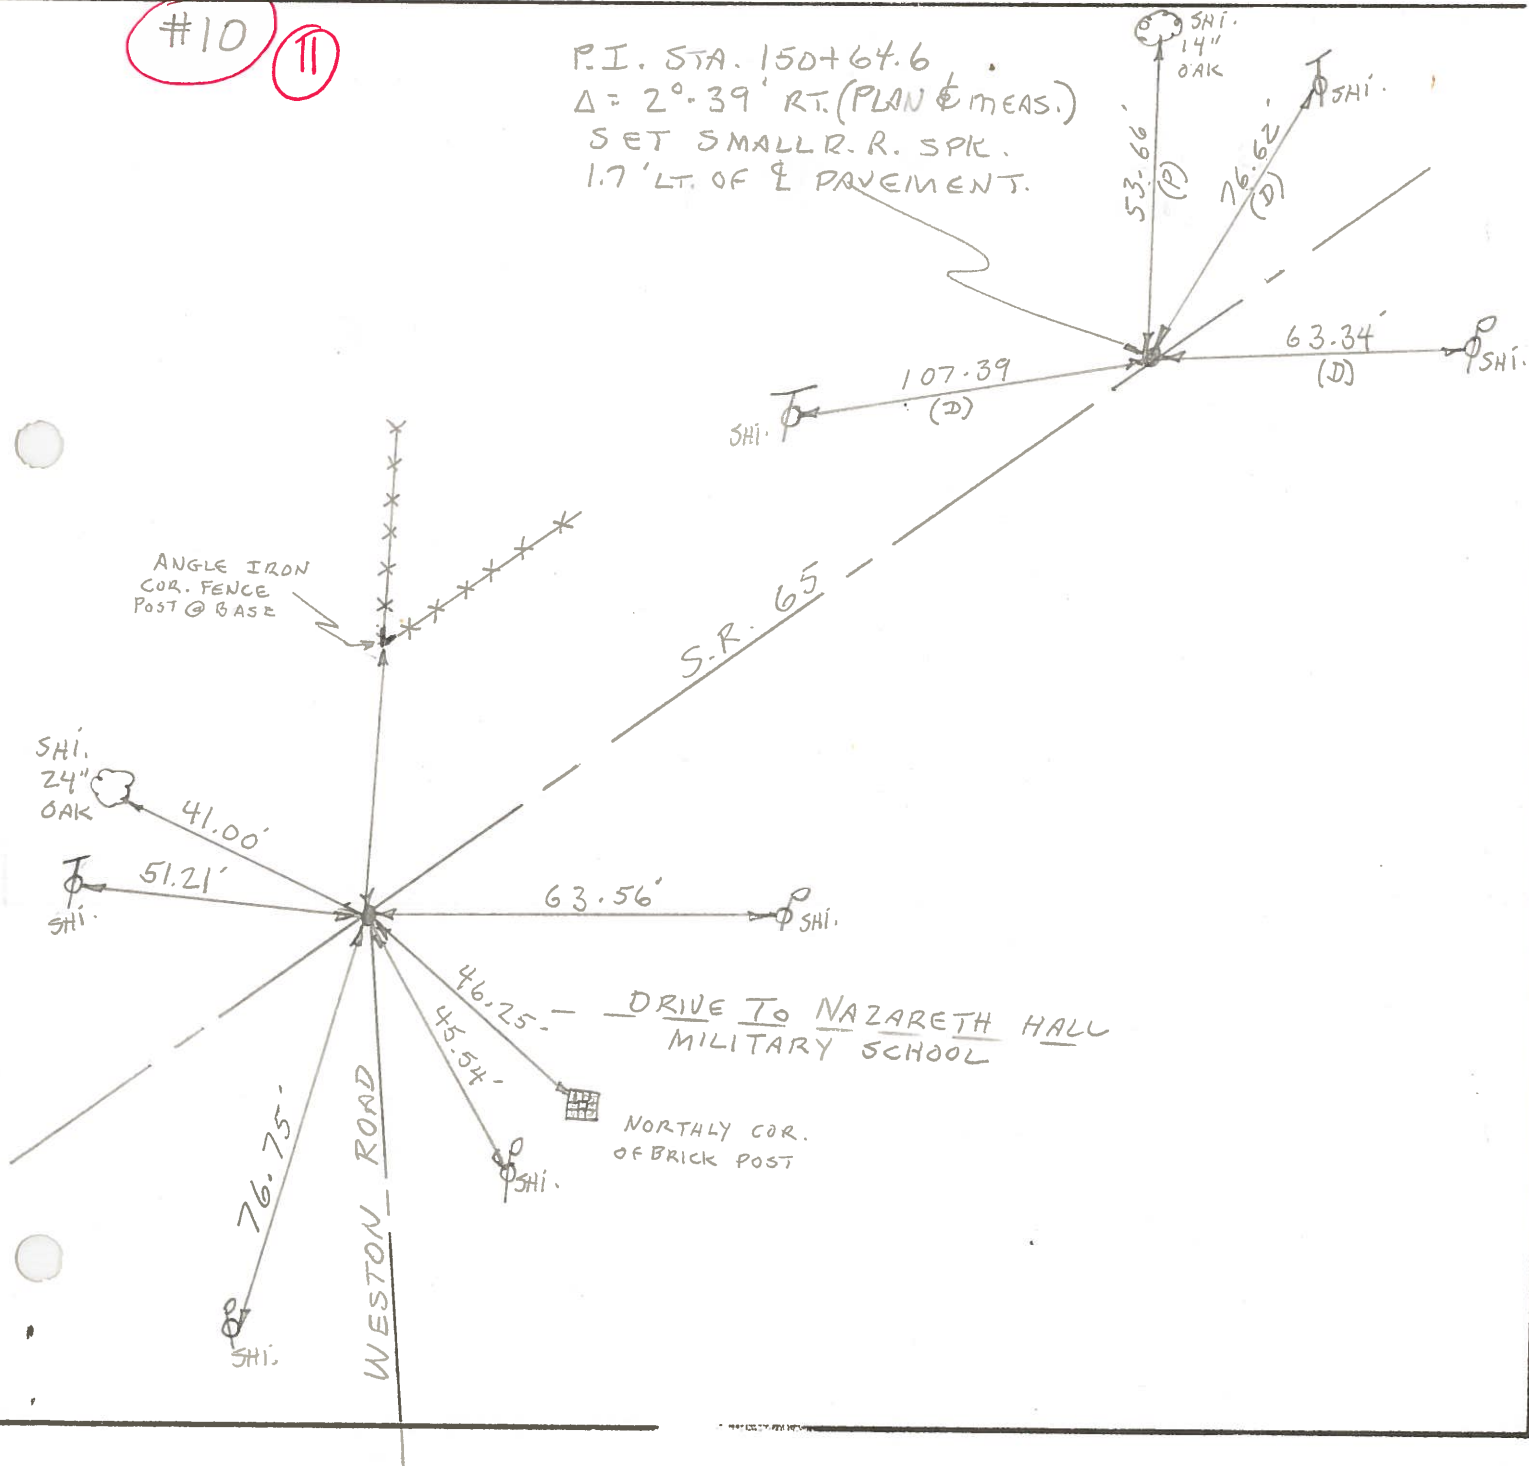 #10
11
P.I. STA. 150+64.6
Δ = 2°-39' RT. (PLAN & MEAS.)
SET SMALL R.R. SPK.
1.7' LT. OF ℄ PAVEMENT.
SHI.
14"
OAK
SHI.
53.66'
(P)
76.62'
(D)
63.34'
(D)
SHI.
107.39
(D)
SHI.
ANGLE IRON
COR. FENCE
POST @ BASE
S.R. 65
SHI.
24"
OAK
41.00'
51.21'
SHI.
63.56'
SHI.
46.25
45.54'
DRIVE TO NAZARETH HALL
MILITARY SCHOOL
NORTHLY COR.
OF BRICK POST
SHI.
76.75'
SHI.
WESTON ROAD